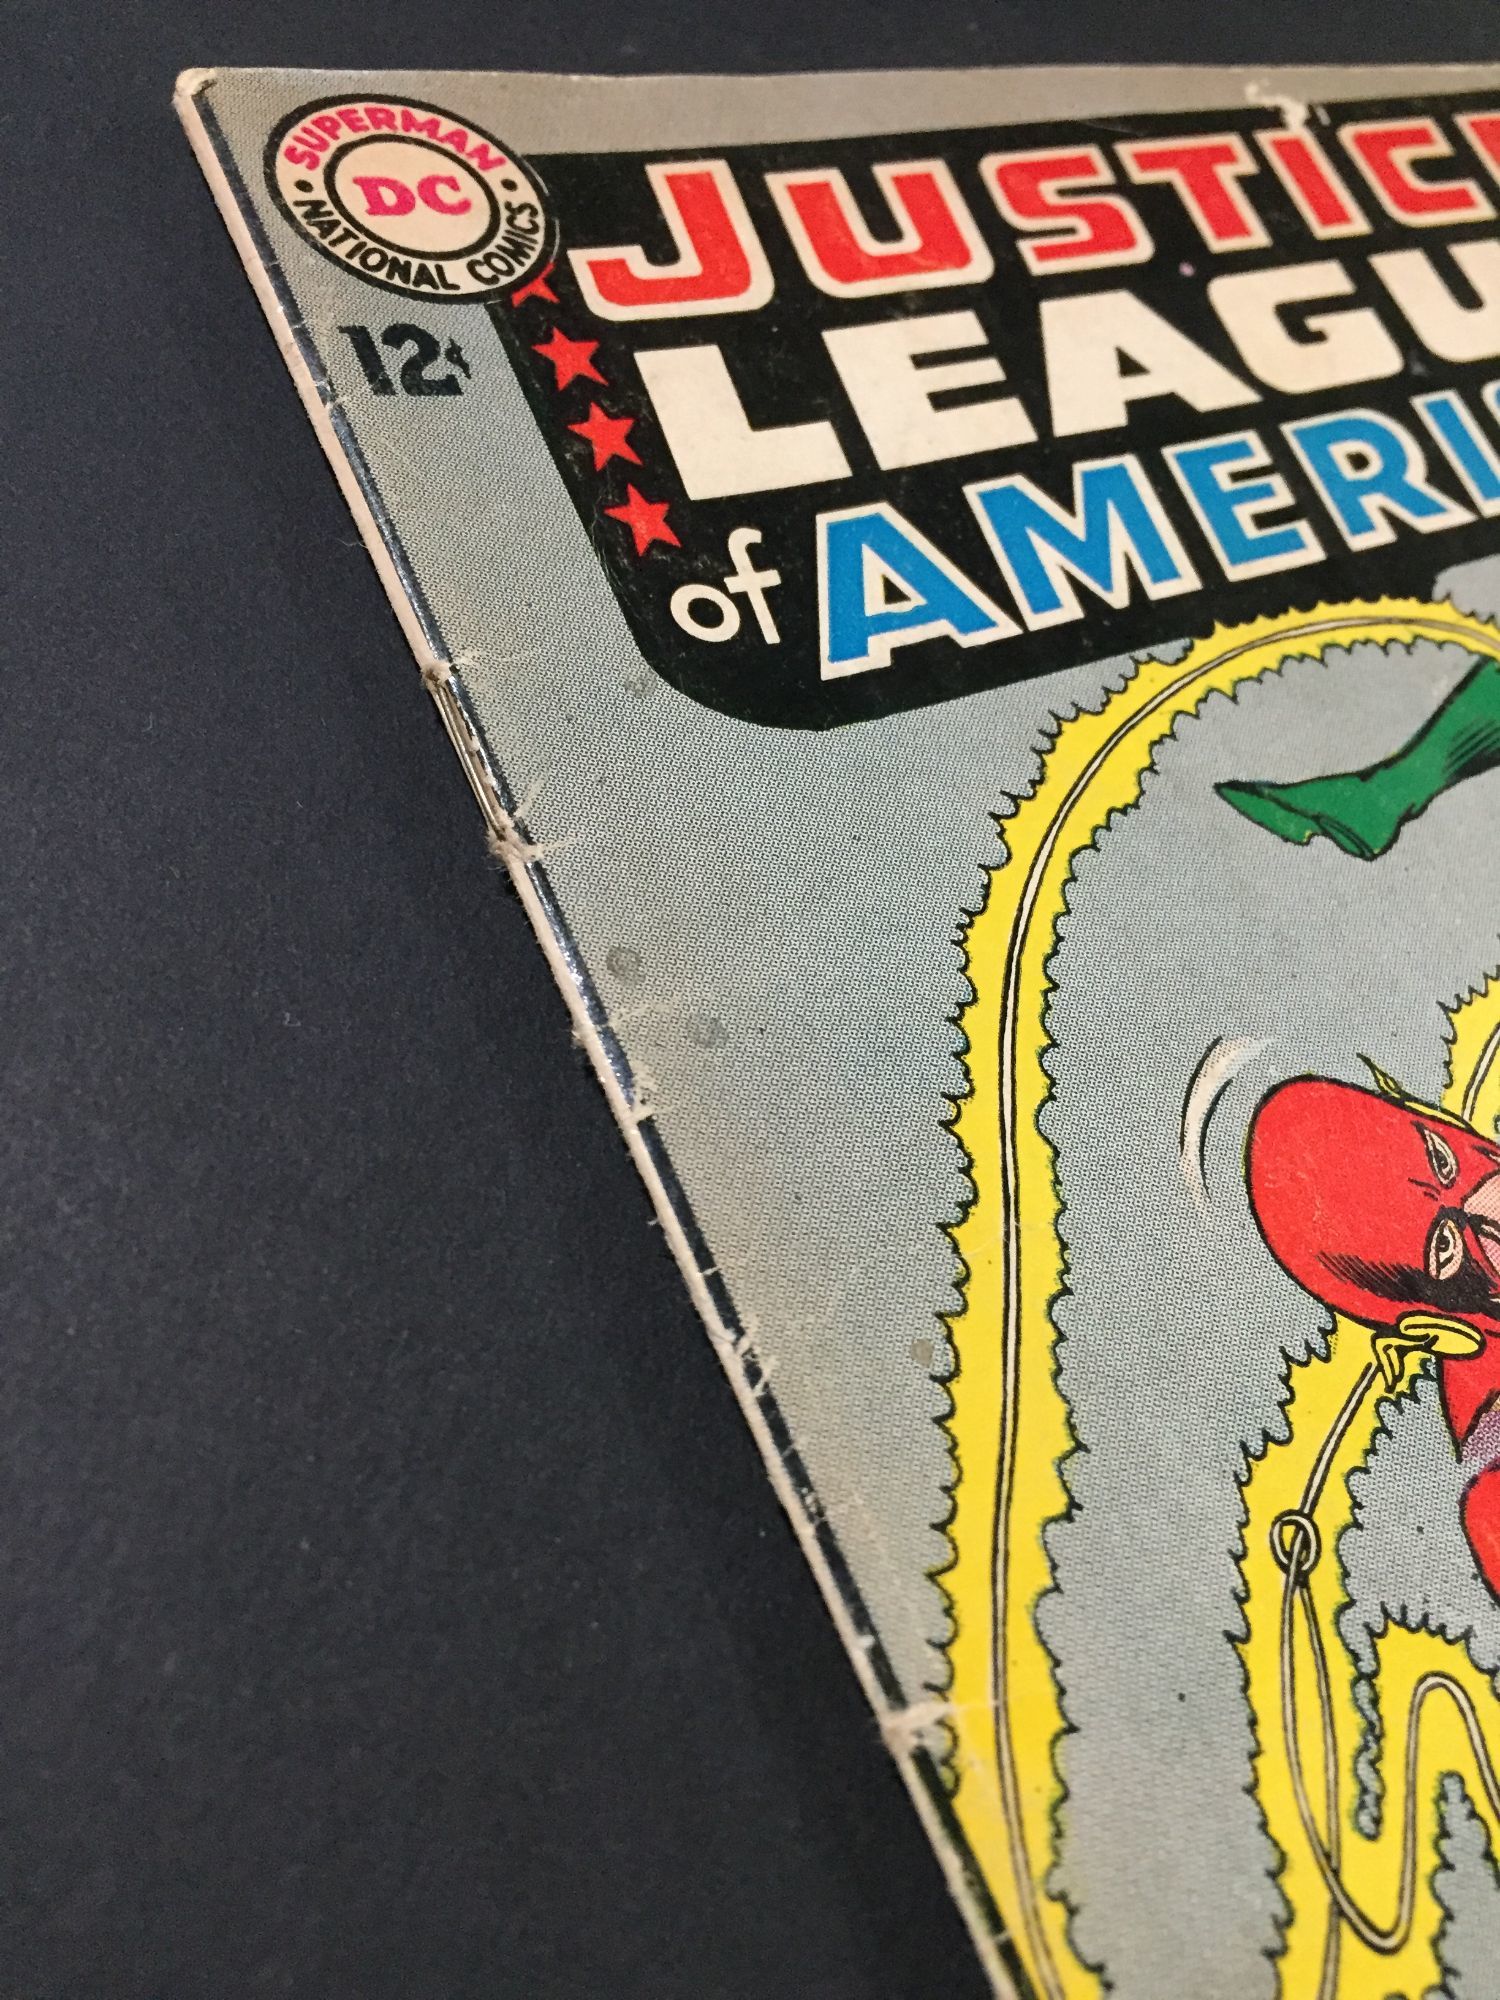 SUPERMAN
DC
NATIONAL COMICS
12¢
JUSTIC
LEAGU
of AMERI